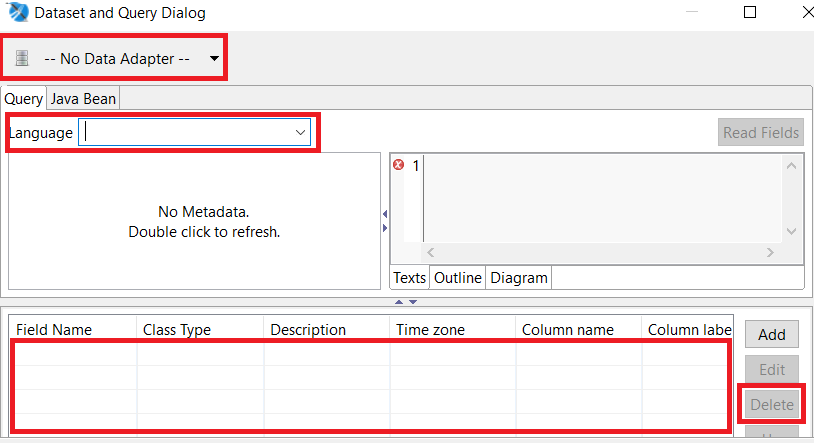 Dataset and Query Dialog
-- No Data Adapter --
Query Java Bean
Language
Read Fields
No Metadata.
Double click to refresh.
1
Texts Outline Diagram
Field Name Class Type Description Time zone Column name Column labe
Add
Edit
Delete